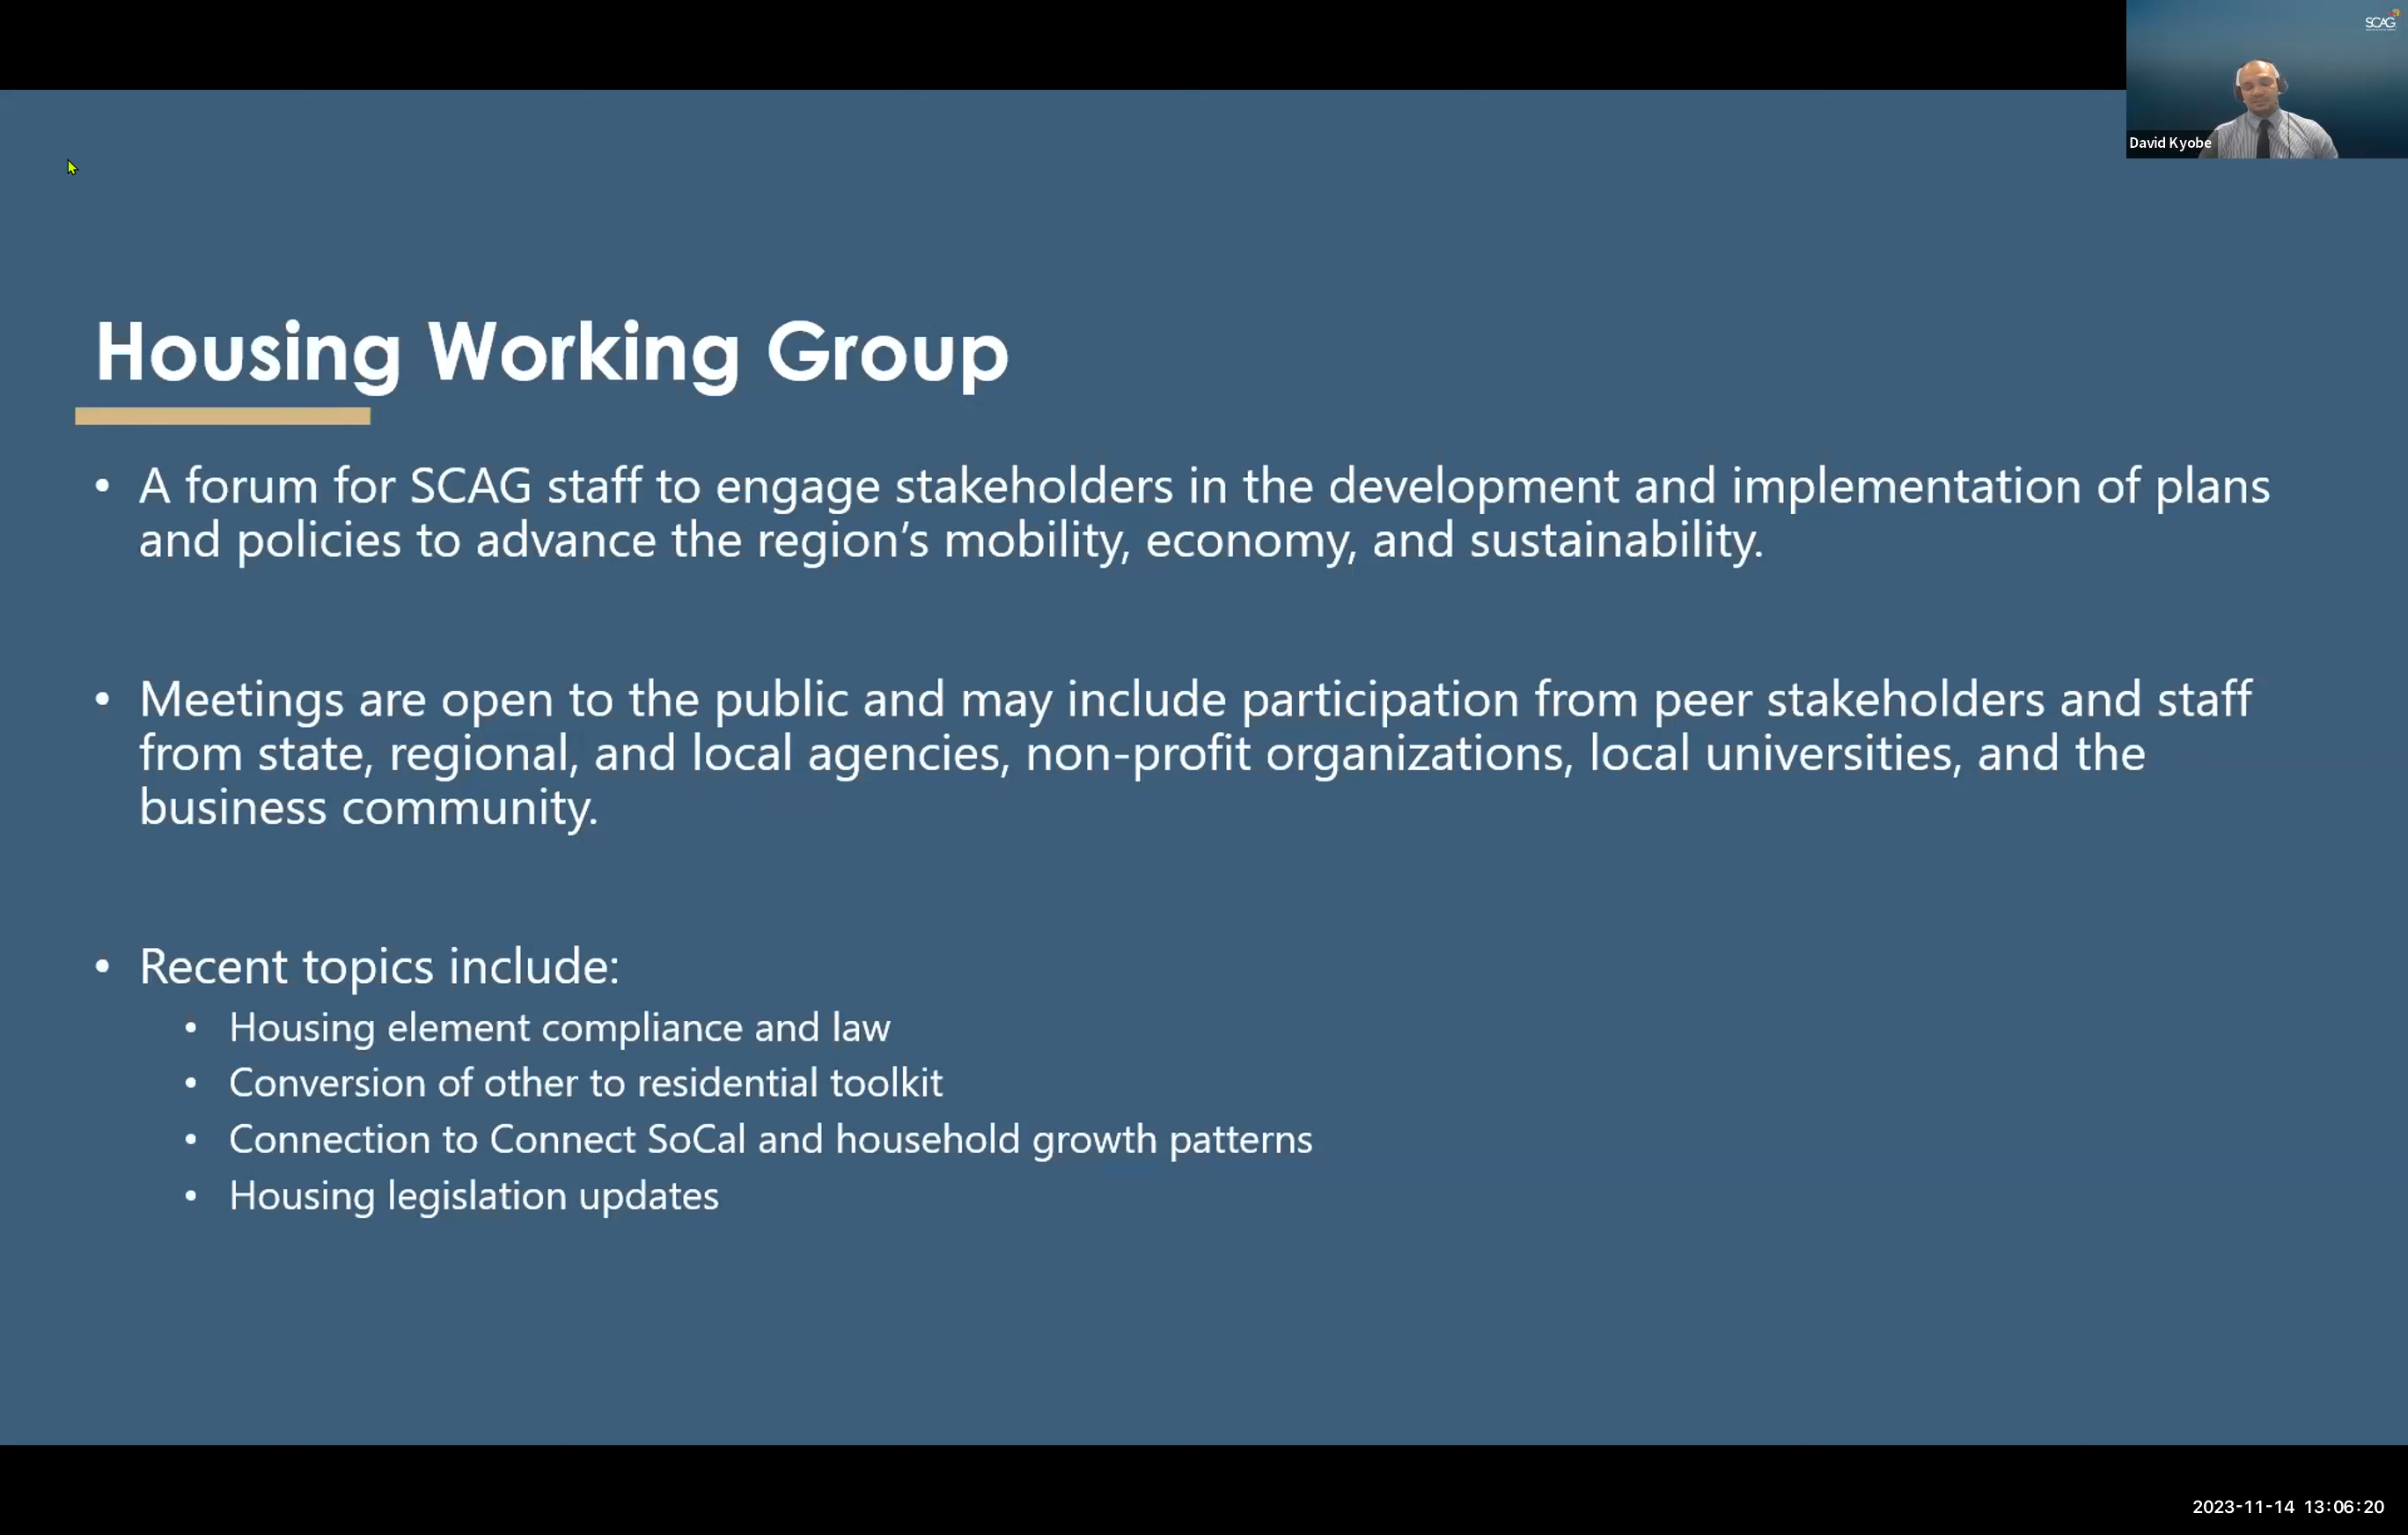 SCAG
David Kyobe
Housing Working Group
• A forum for SCAG staff to engage stakeholders in the development and implementation of plans
and policies to advance the region’s mobility, economy, and sustainability.
• Meetings are open to the public and may include participation from peer stakeholders and staff
from state, regional, and local agencies, non-profit organizations, local universities, and the
business community.
• Recent topics include:
• Housing element compliance and law
• Conversion of other to residential toolkit
• Connection to Connect SoCal and household growth patterns
• Housing legislation updates
2023-11-14 13:06:20